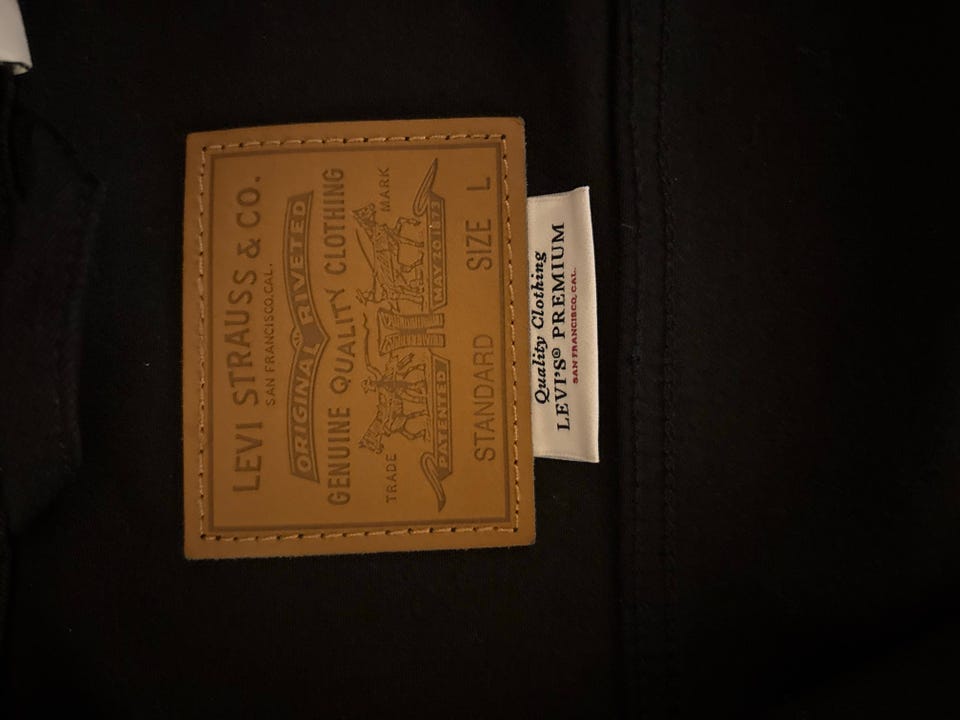 LEVI STRAUSS & CO.
SAN FRANCISCO, CAL.
ORIGINAL RIVETED
GENUINE QUALITY CLOTHING
TRADE MARK
PATENTED MAY 20 1873
STANDARD SIZE L
Quality Clothing
LEVI'S® PREMIUM
SAN FRANCISCO, CAL.